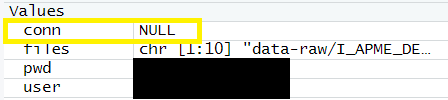 Values
conn NULL
files chr [1:10] "data-raw/I_APME_DE…
pwd
user